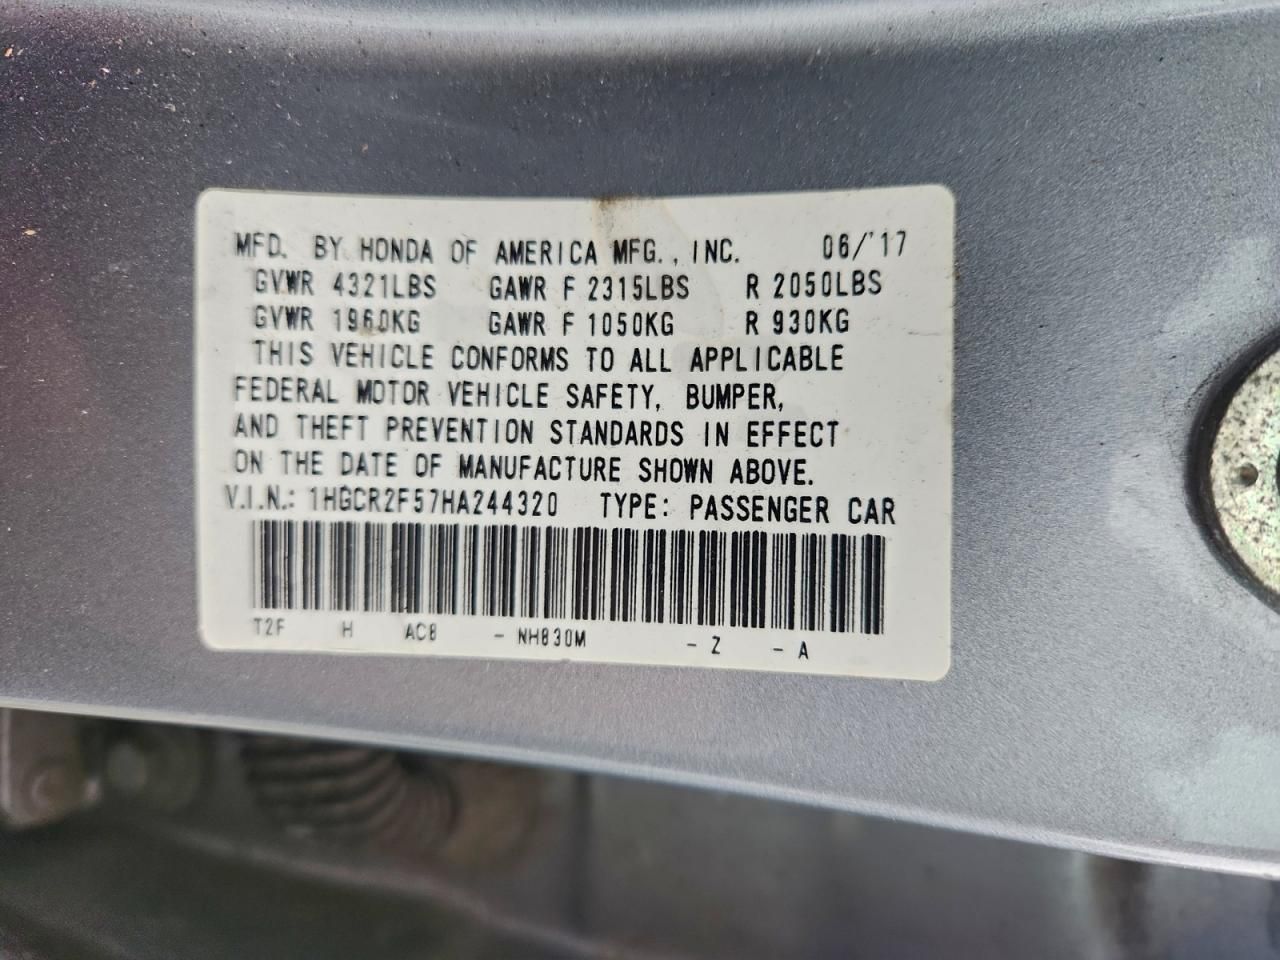 MFD. BY HONDA OF AMERICA MFG., INC. 06/'17
GVWR 4321LBS GAWR F 2315LBS R 2050LBS
GVWR 1960KG GAWR F 1050KG R 930KG
THIS VEHICLE CONFORMS TO ALL APPLICABLE
FEDERAL MOTOR VEHICLE SAFETY, BUMPER,
AND THEFT PREVENTION STANDARDS IN EFFECT
ON THE DATE OF MANUFACTURE SHOWN ABOVE.
V.I.N.: 1HGCR2F57HA244320 TYPE: PASSENGER CAR
T2F H AC8 - NH830M - Z - A